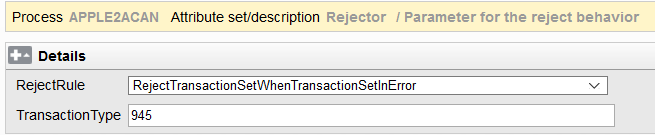 Process APPLE2ACAN Attribute set/description Rejector / Parameter for the reject behavior
Details
RejectRule RejectTransactionSetWhenTransactionSetInError
TransactionType 945